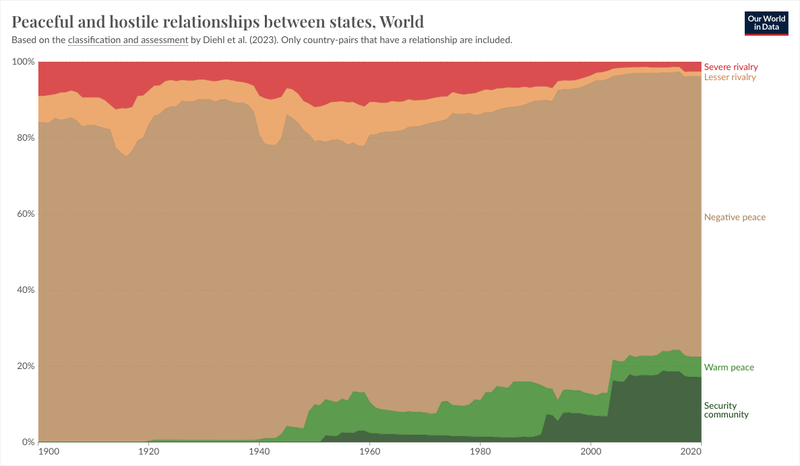 Peaceful and hostile relationships between states, World
Our World
in Data
Based on the classification and assessment by Diehl et al. (2023). Only country-pairs that have a relationship are included.
100%
80%
60%
40%
20%
0%
Severe rivalry
Lesser rivalry
Negative peace
Warm peace
Security
community
1900
1920
1940
1960
1980
2000
2020